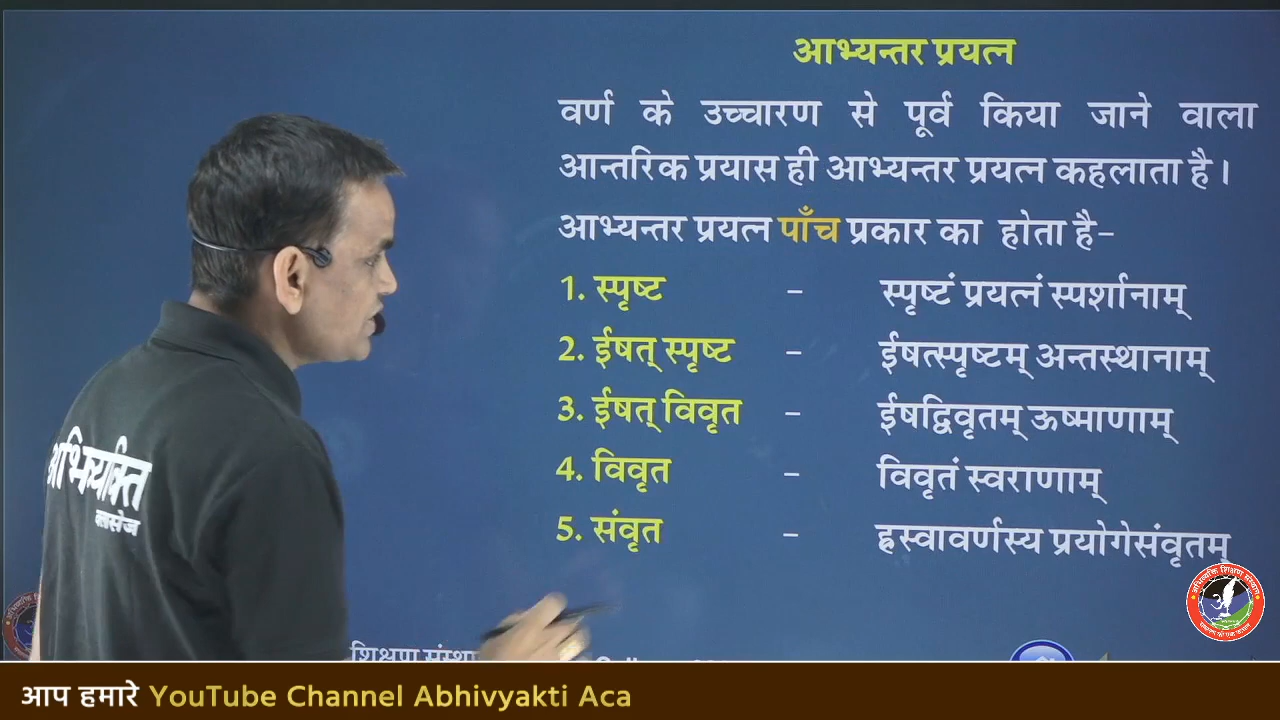 आभ्यन्तर प्रयत्न
वर्ण के उच्चारण से पूर्व किया जाने वाला
आन्तरिक प्रयास ही आभ्यन्तर प्रयत्न कहलाता है ।
आभ्यन्तर प्रयत्न पाँच प्रकार का होता है-
1. स्पृष्ट - स्पृष्टं प्रयत्नं स्पर्शानाम्
2. ईषत् स्पृष्ट - ईषत्स्पृष्टम् अन्तस्थानाम्
3. ईषत् विवृत - ईषद्विवृतम् ऊष्माणाम्
4. विवृत - विवृतं स्वराणाम्
5. संवृत - ह्रस्वावर्णस्य प्रयोगेसंवृतम्
अभिव्यक्ति
क्लासेज
शिक्षण
आप हमारे YouTube Channel Abhivyakti Aca